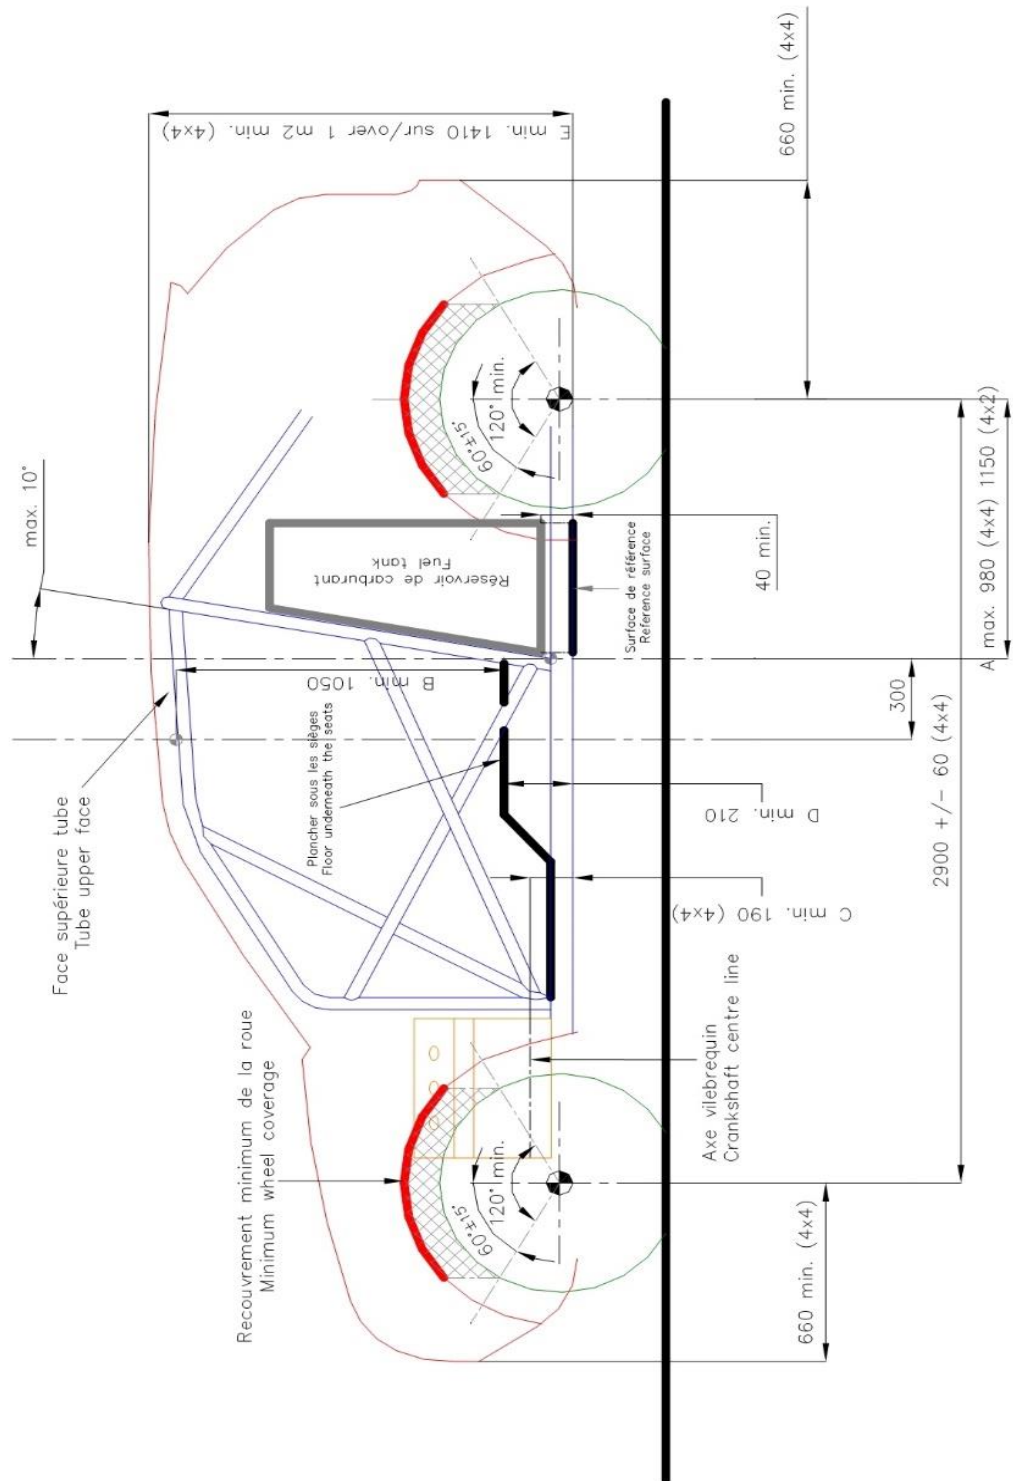 Face supérieure tube
Tube upper face
max. 10°
E min. 1410 sur/over 1 m2 min. (4x4)
660 min. (4x4)
Recouvrement minimum de la roue
Minimum wheel coverage
Plancher sous les sièges
Floor underneath the seats
B min. 1050
Réservoir de carburant
Fuel tank
60°±15°
120° min.
60°±15°
120° min.
Surface de référence
Reference surface
40 min.
Axe vilebrequin
Crankshaft centre line
C min. 190 (4x4)
D min. 210
300
A max. 980 (4x4) 1150 (4x2)
2900 +/− 60 (4x4)
660 min. (4x4)